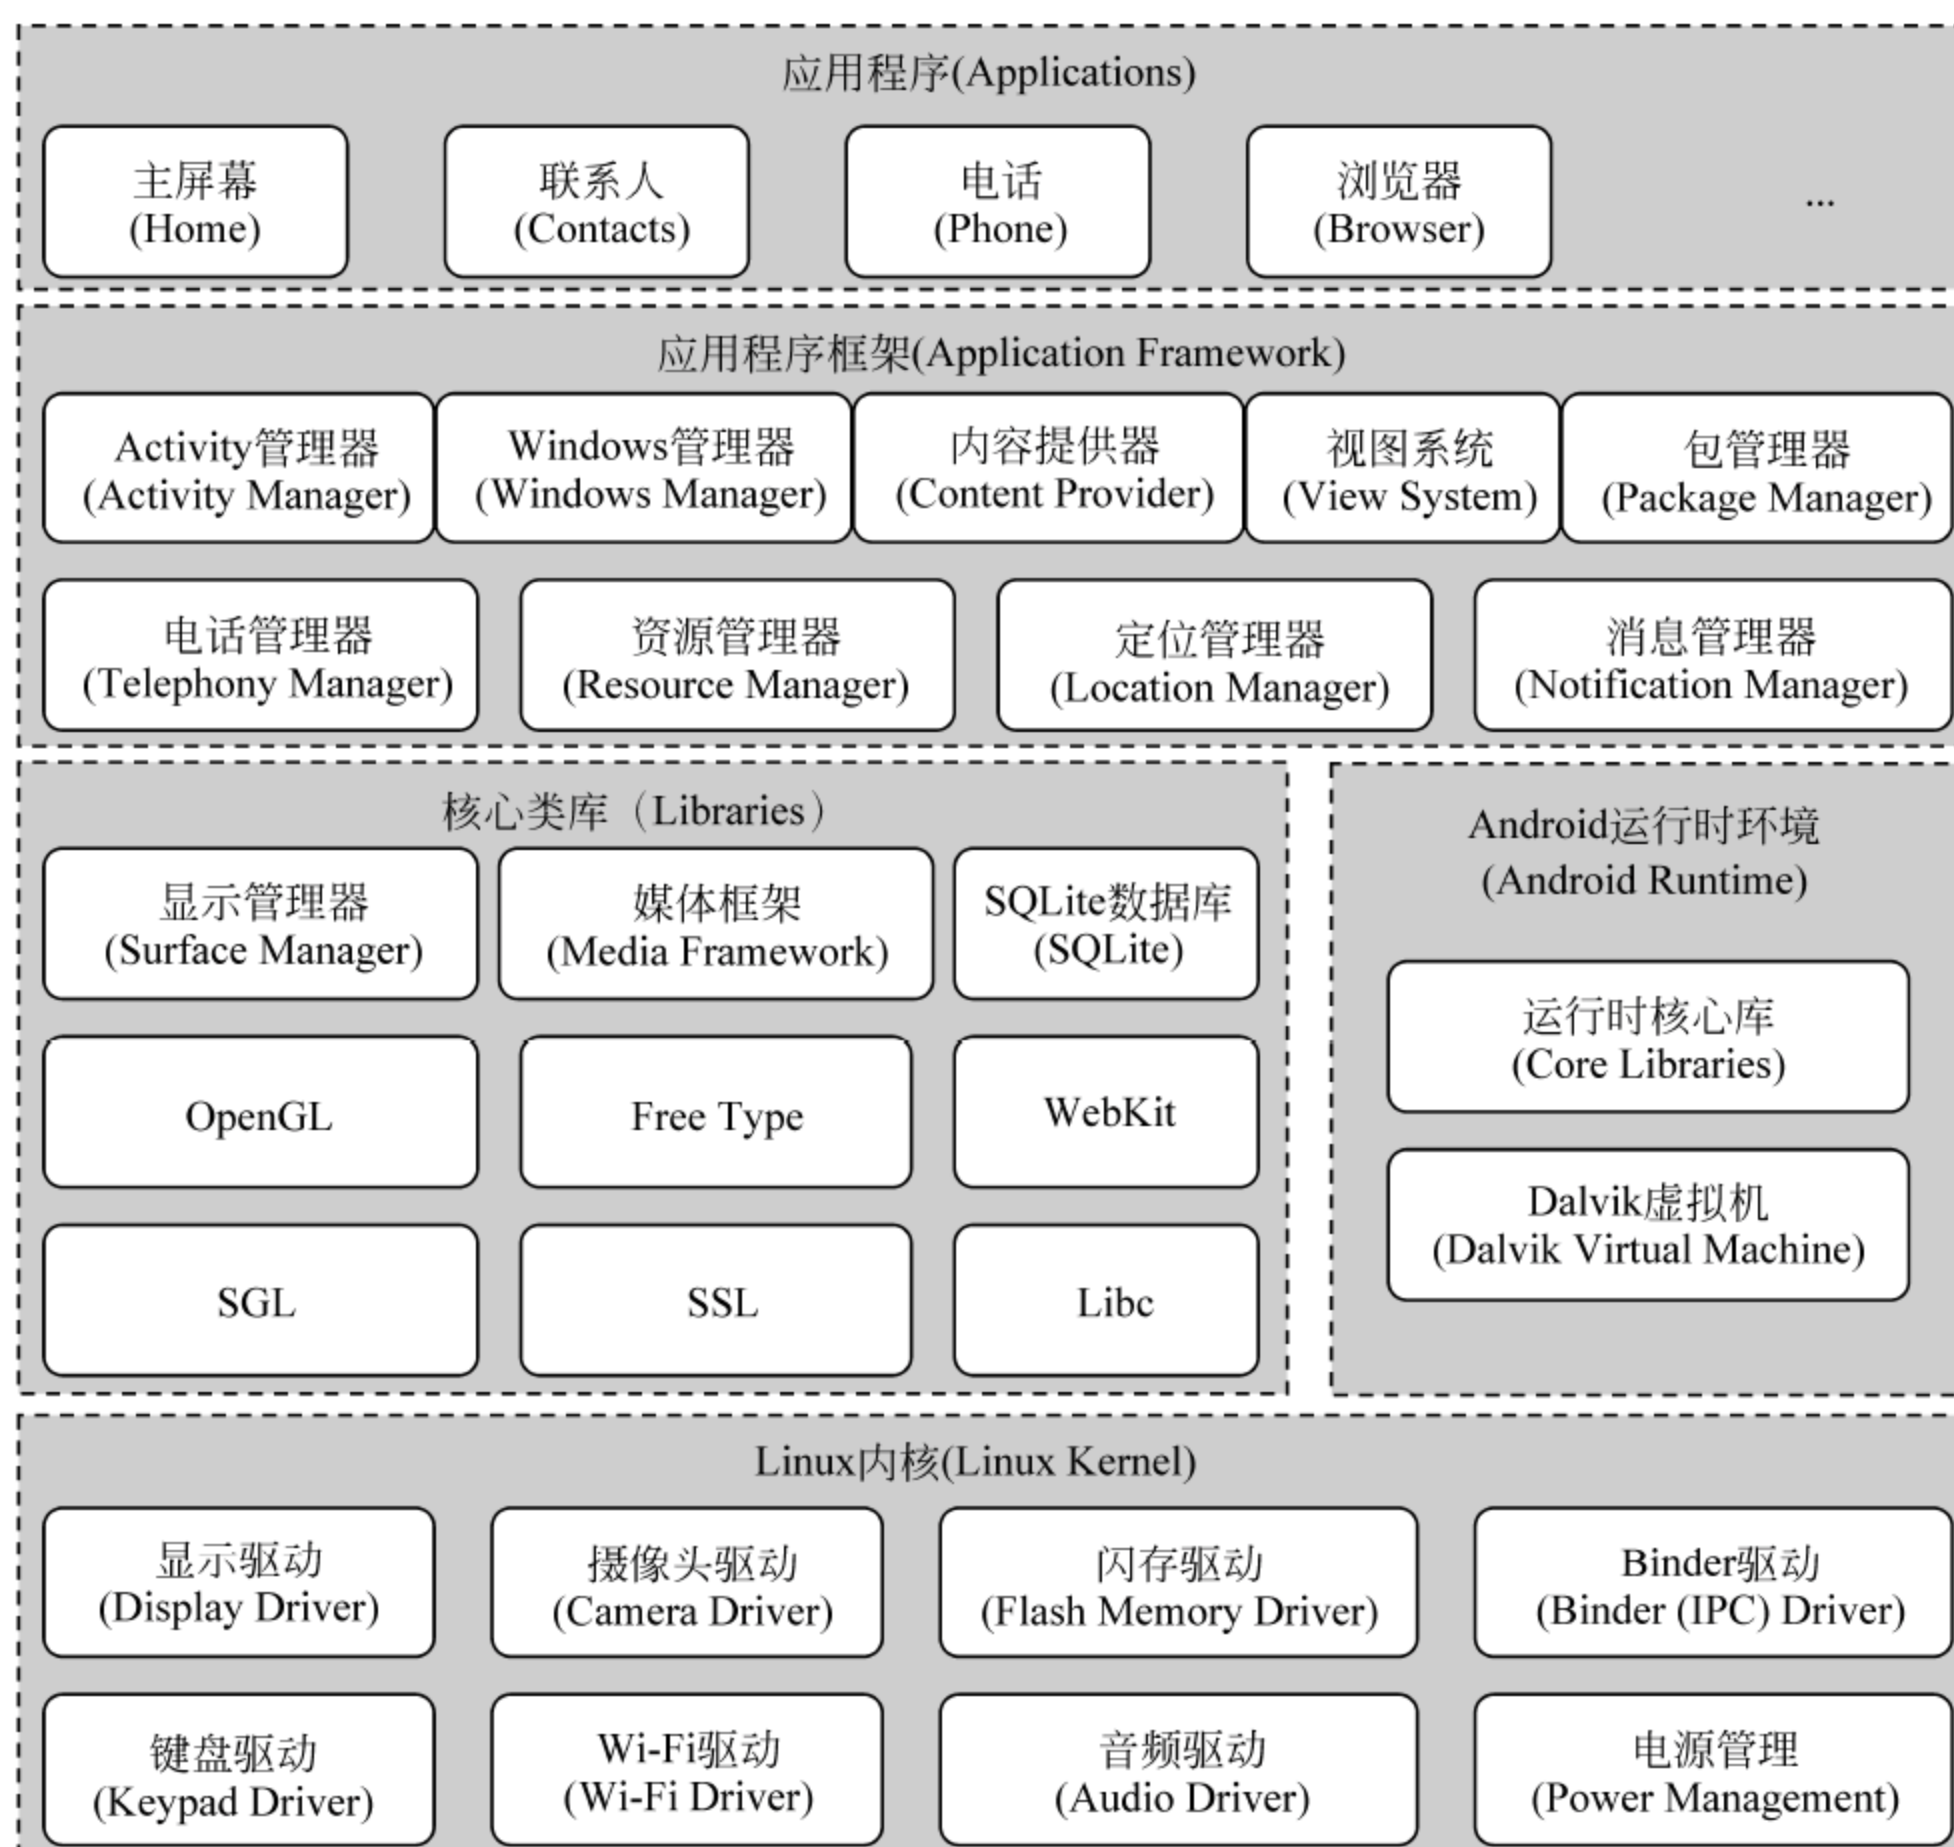 应用程序(Applications)
主屏幕
(Home)
联系人
(Contacts)
电话
(Phone)
浏览器
(Browser)
...
应用程序框架(Application Framework)
Activity管理器
(Activity Manager)
Windows管理器
(Windows Manager)
内容提供器
(Content Provider)
视图系统
(View System)
包管理器
(Package Manager)
电话管理器
(Telephony Manager)
资源管理器
(Resource Manager)
定位管理器
(Location Manager)
消息管理器
(Notification Manager)
核心类库（Libraries）
显示管理器
(Surface Manager)
媒体框架
(Media Framework)
SQLite数据库
(SQLite)
OpenGL
Free Type
WebKit
SGL
SSL
Libc
Android运行时环境
(Android Runtime)
运行时核心库
(Core Libraries)
Dalvik虚拟机
(Dalvik Virtual Machine)
Linux内核(Linux Kernel)
显示驱动
(Display Driver)
摄像头驱动
(Camera Driver)
闪存驱动
(Flash Memory Driver)
Binder驱动
(Binder (IPC) Driver)
键盘驱动
(Keypad Driver)
Wi-Fi驱动
(Wi-Fi Driver)
音频驱动
(Audio Driver)
电源管理
(Power Management)